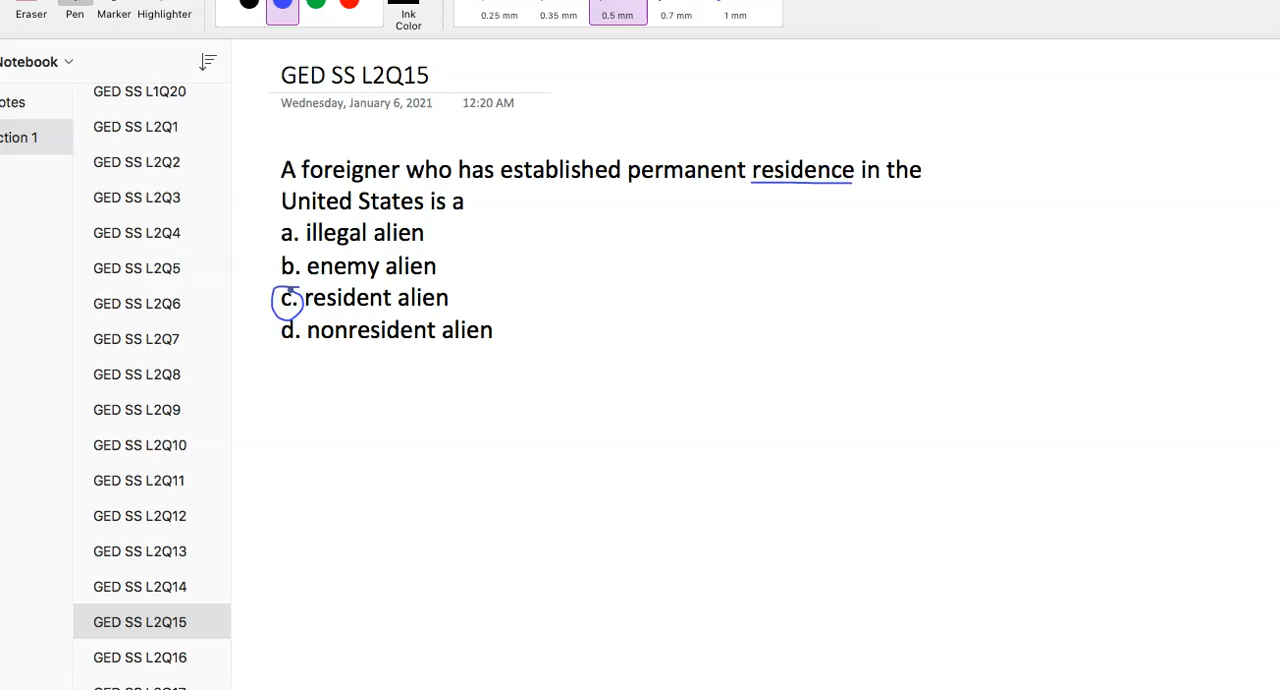 Eraser Pen Marker Highlighter Ink Color 0.25 mm 0.35 mm 0.5 mm 0.7 mm 1 mm
Notebook
otes
ction 1
GED SS L1Q20
GED SS L2Q1
GED SS L2Q2
GED SS L2Q3
GED SS L2Q4
GED SS L2Q5
GED SS L2Q6
GED SS L2Q7
GED SS L2Q8
GED SS L2Q9
GED SS L2Q10
GED SS L2Q11
GED SS L2Q12
GED SS L2Q13
GED SS L2Q14
GED SS L2Q15
GED SS L2Q16
GED SS L2Q15
Wednesday, January 6, 2021 12:20 AM
A foreigner who has established permanent residence in the
United States is a
a. illegal alien
b. enemy alien
c. resident alien
d. nonresident alien